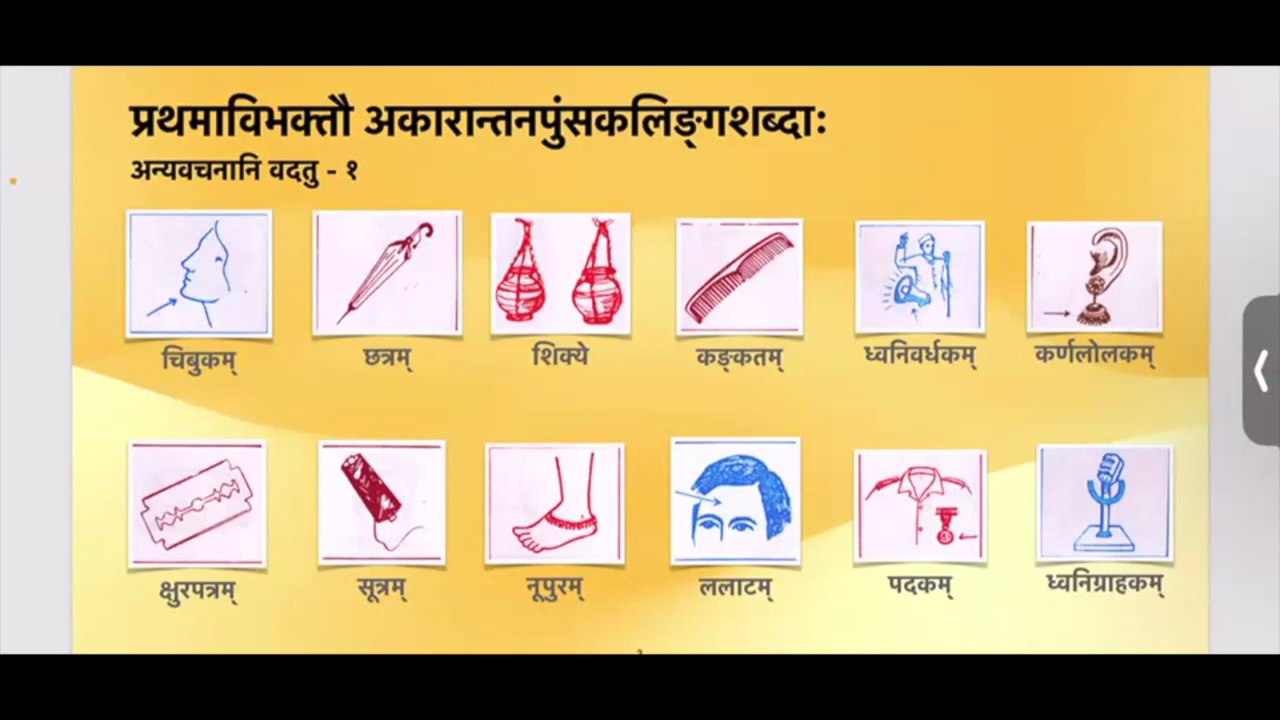 प्रथमाविभक्तौ अकारान्तनपुंसकलिङ्गशब्दाः
अन्यवचनानि वदतु - १
चिबुकम् छत्रम् शिक्ये कङ्कतम् ध्वनिवर्धकम् कर्णलोलकम्
क्षुरपत्रम् सूत्रम् नूपुरम् ललाटम् पदकम् ध्वनिग्राहकम्